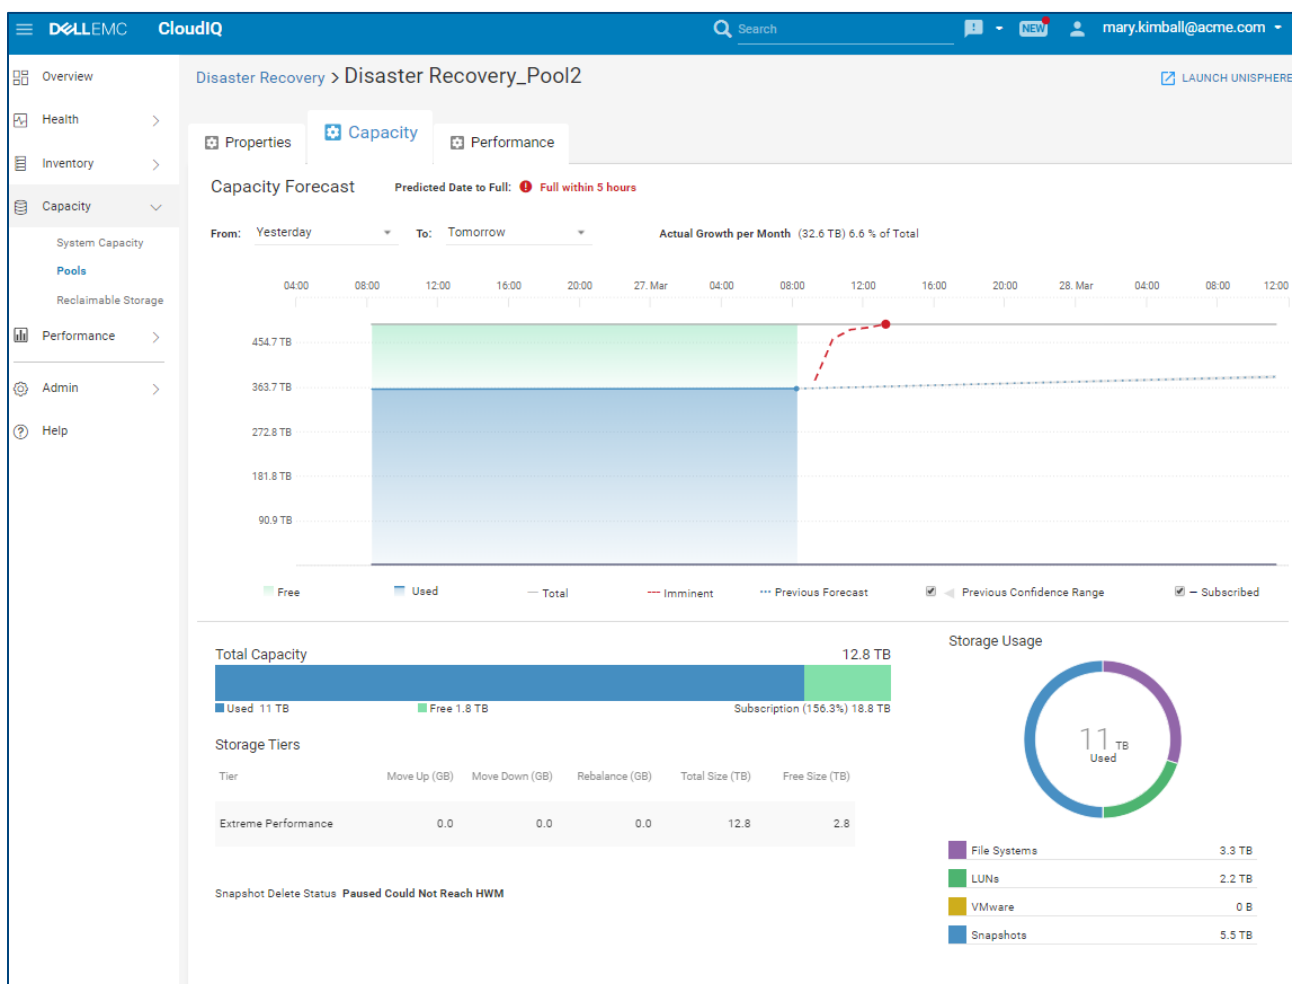 DELLEMC CloudIQ
Search
NEW
mary.kimball@acme.com
Overview
Health
Inventory
Capacity
System Capacity
Pools
Reclaimable Storage
Performance
Admin
Help
Disaster Recovery > Disaster Recovery_Pool2
LAUNCH UNISPHERE
Properties
Capacity
Performance
Capacity Forecast
Predicted Date to Full: Full within 5 hours
From: Yesterday To: Tomorrow
Actual Growth per Month (32.6 TB) 6.6 % of Total
04:00 08:00 12:00 16:00 20:00 27. Mar 04:00 08:00 12:00 16:00 20:00 28. Mar 04:00 08:00 12:00
454.7 TB
363.7 TB
272.8 TB
181.8 TB
90.9 TB
Free Used Total Imminent Previous Forecast Previous Confidence Range Subscribed
Total Capacity 12.8 TB
Used 11 TB Free 1.8 TB Subscription (156.3%) 18.8 TB
Storage Tiers
Tier Move Up (GB) Move Down (GB) Rebalance (GB) Total Size (TB) Free Size (TB)
Extreme Performance 0.0 0.0 0.0 12.8 2.8
Snapshot Delete Status Paused Could Not Reach HWM
Storage Usage
11 TB
Used
File Systems 3.3 TB
LUNs 2.2 TB
VMware 0 B
Snapshots 5.5 TB